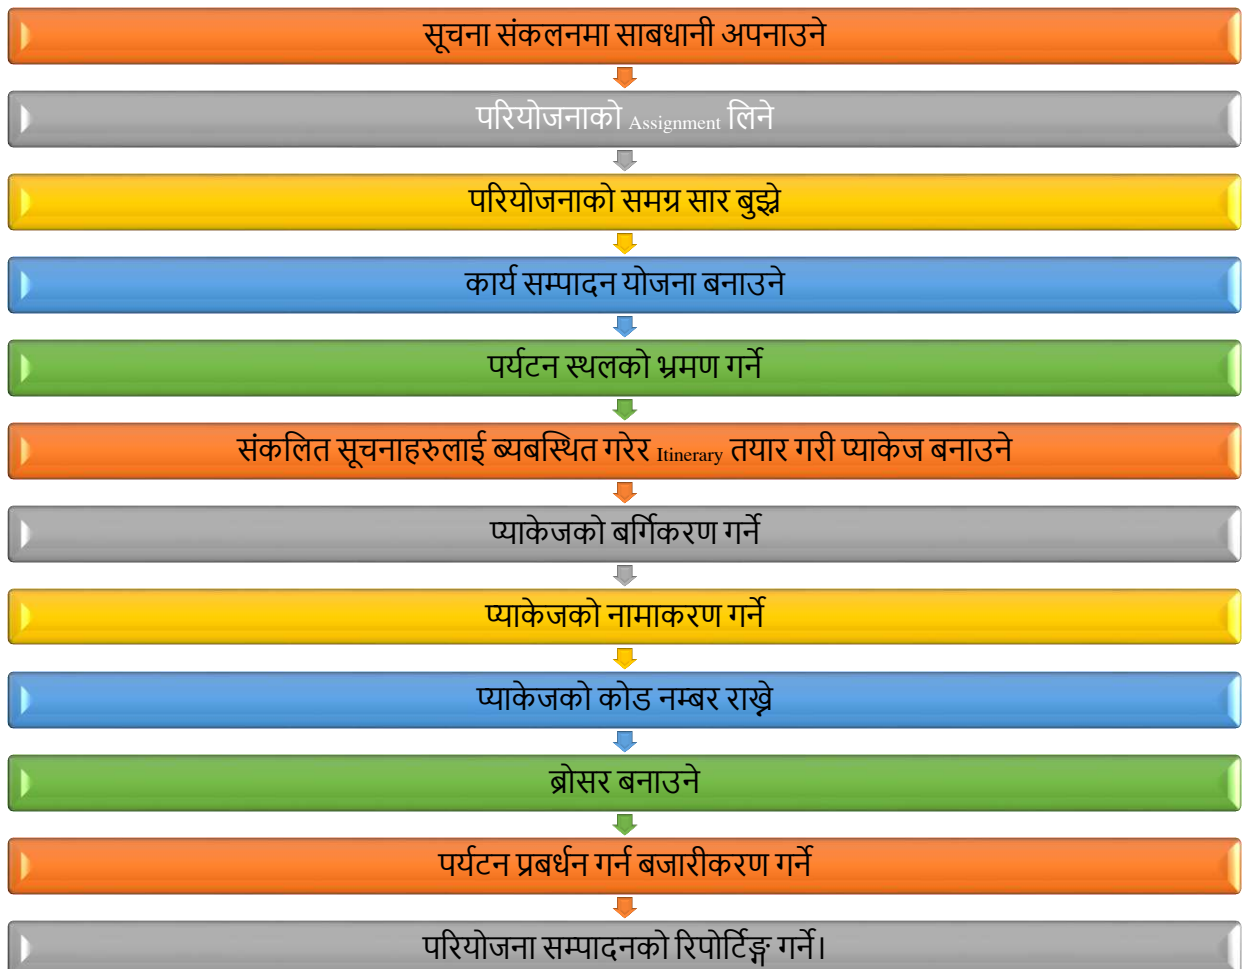 सूचना संकलनमा साबधानी अपनाउने
परियोजनाको Assignment लिने
परियोजनाको समग्र सार बुझ्ने
कार्य सम्पादन योजना बनाउने
पर्यटन स्थलको भ्रमण गर्ने
संकलित सूचनाहरुलाई ब्यबस्थित गरेर Itinerary तयार गरी प्याकेज बनाउने
प्याकेजको बर्गिकरण गर्ने
प्याकेजको नामाकरण गर्ने
प्याकेजको कोड नम्बर राख्ने
ब्रोसर बनाउने
पर्यटन प्रबर्धन गर्न बजारीकरण गर्ने
परियोजना सम्पादनको रिपोर्टिङ्ग गर्ने।